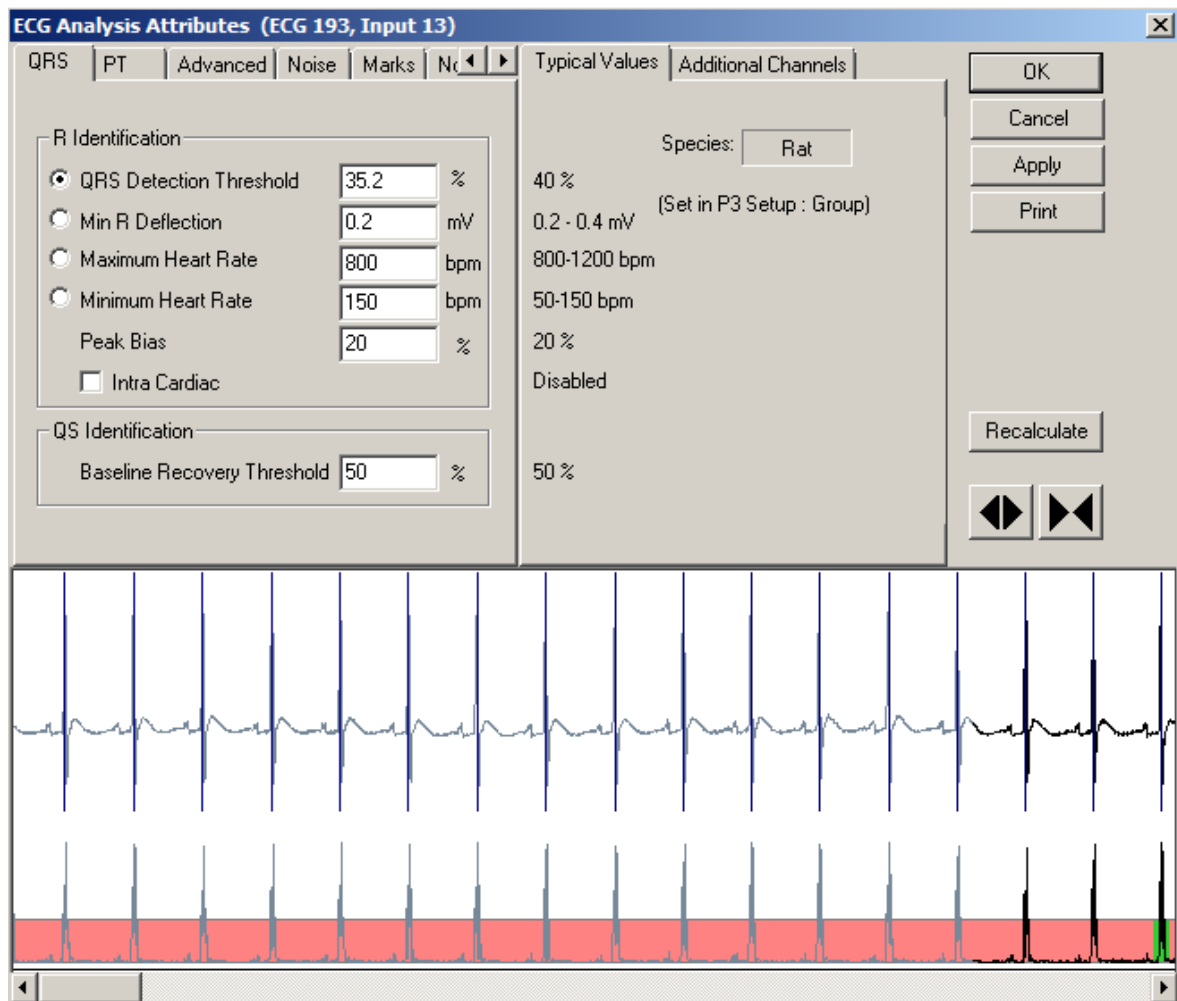 ECG Analysis Attributes (ECG 193, Input 13)
QRS PT Advanced Noise Marks
Typical Values Additional Channels
R Identification
QRS Detection Threshold 35.2 % 40 %
Min R Deflection 0.2 mV 0.2 - 0.4 mV
Maximum Heart Rate 800 bpm 800-1200 bpm
Minimum Heart Rate 150 bpm 50-150 bpm
Peak Bias 20 % 20 %
Intra Cardiac Disabled
QS Identification
Baseline Recovery Threshold 50 % 50 %
Species: Rat
(Set in P3 Setup : Group)
OK
Cancel
Apply
Print
Recalculate